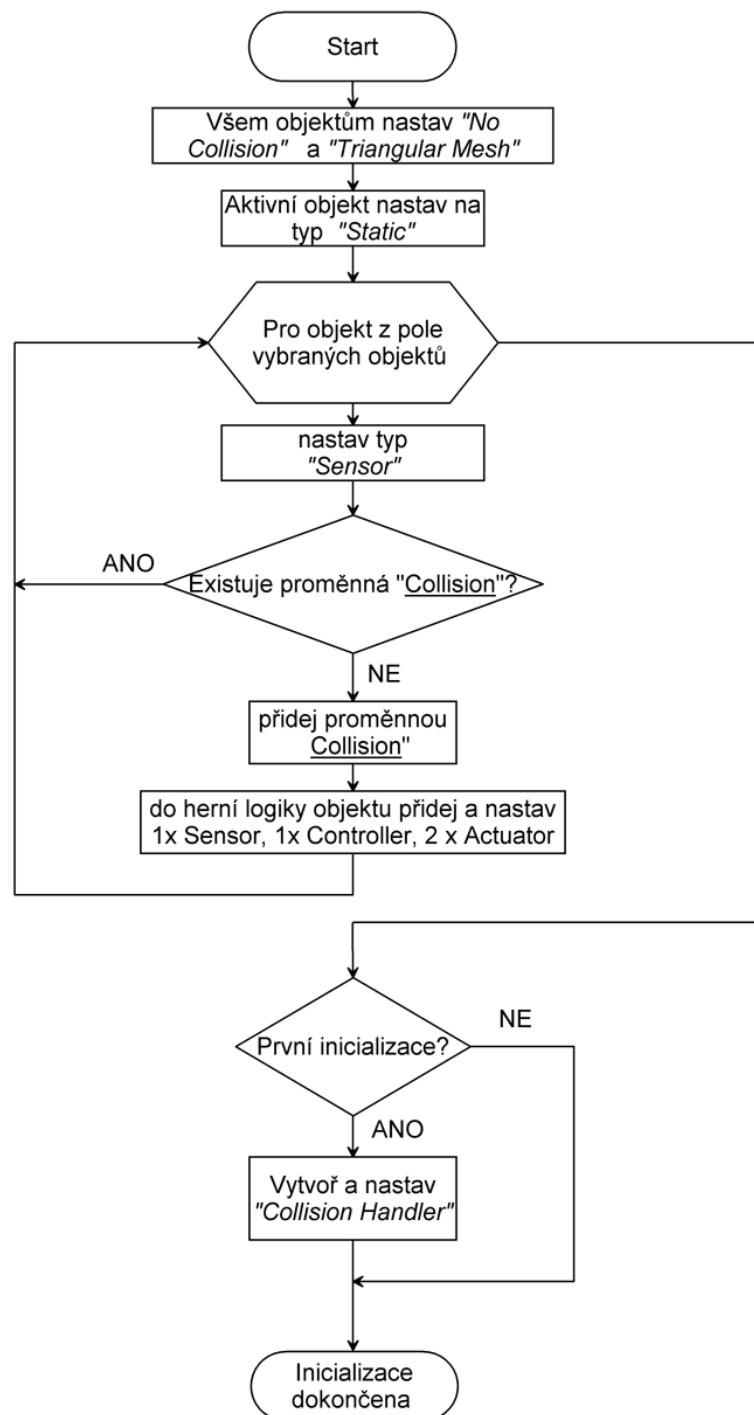 Start
Všem objektům nastav "No
Collision" a "Triangular Mesh"
Aktivní objekt nastav na
typ "Static"
Pro objekt z pole
vybraných objektů
nastav typ
"Sensor"
ANO
Existuje proměnná "Collision"?
NE
přidej proměnnou
Collision"
do herní logiky objektu přidej a nastav
1x Sensor, 1x Controller, 2 x Actuator
První inicializace?
NE
ANO
Vytvoř a nastav
"Collision Handler"
Inicializace
dokončena